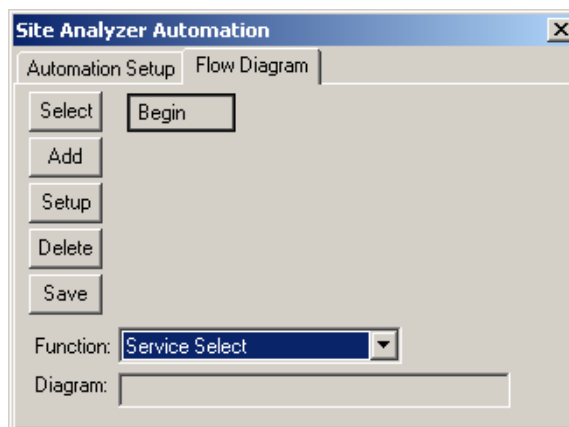 Site Analyzer Automation
Automation Setup Flow Diagram
Select Begin
Add
Setup
Delete
Save
Function: Service Select
Diagram: